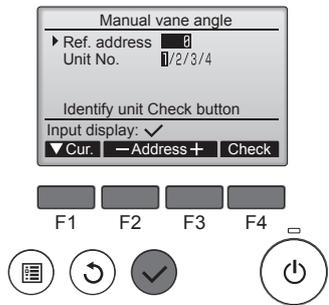 Manual vane angle
Ref. address 0
Unit No. 1/2/3/4
Identify unit Check button
Input display: ✓
▼Cur. −Address+ Check
F1 F2 F3 F4